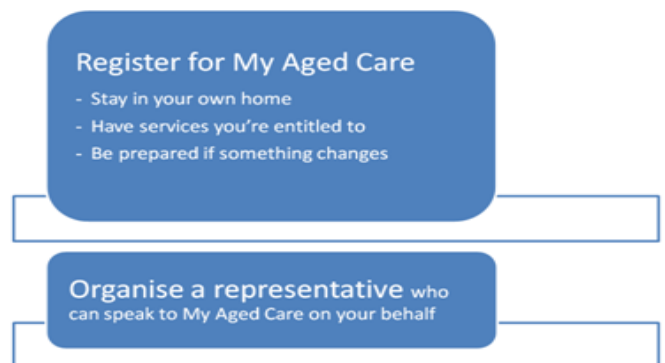 Register for My Aged Care
- Stay in your own home
- Have services you're entitled to
- Be prepared if something changes
Organise a representative who
can speak to My Aged Care on your behalf